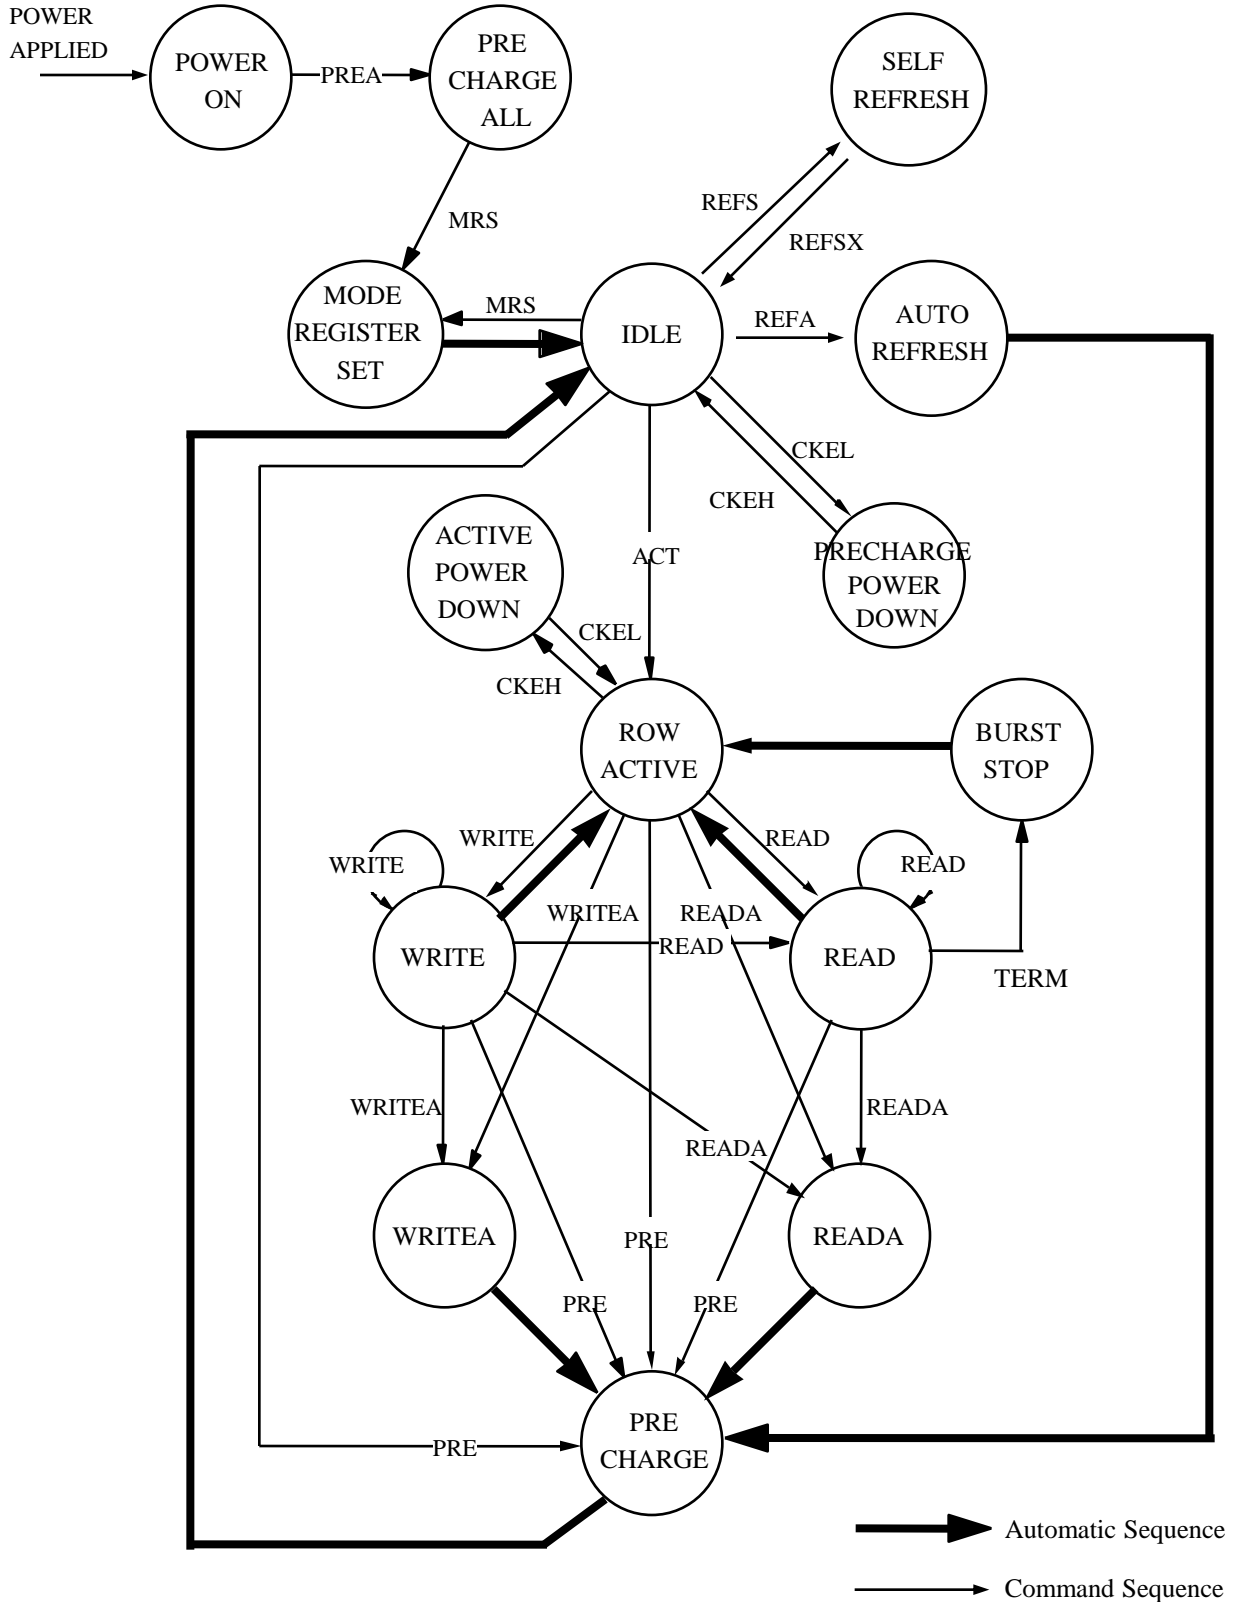 POWER
APPLIED
POWER
ON
PREA
PRE
CHARGE
ALL
SELF
REFRESH
MRS
REFS
REFSX
MODE
REGISTER
SET
MRS
IDLE
REFA
AUTO
REFRESH
CKEL
CKEH
ACTIVE
POWER
DOWN
ACT
PRECHARGE
POWER
DOWN
CKEL
CKEH
ROW
ACTIVE
BURST
STOP
WRITE
READ
WRITE
READ
WRITEA
READA
WRITE
READ
READ
TERM
WRITEA
READA
READA
WRITEA
PRE
READA
PRE
PRE
PRE
CHARGE
PRE
Automatic Sequence
Command Sequence